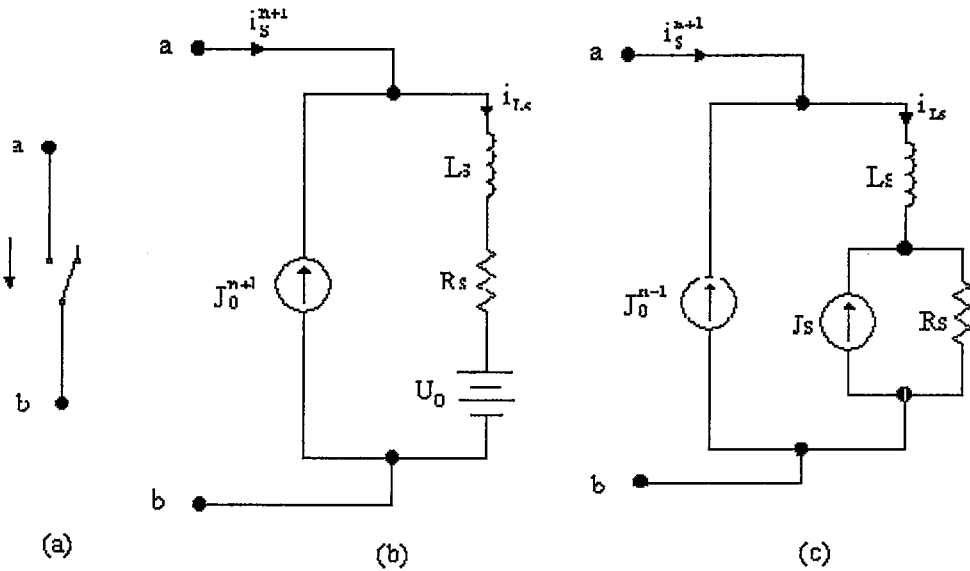 a
b
(a)
a
i_S^{n+1}
i_{Ls}
Ls
J_0^{n+1}
Rs
U_0
b
(b)
a
i_S^{n+1}
i_{Ls}
Ls
J_0^{n-1}
Js
Rs
b
(c)